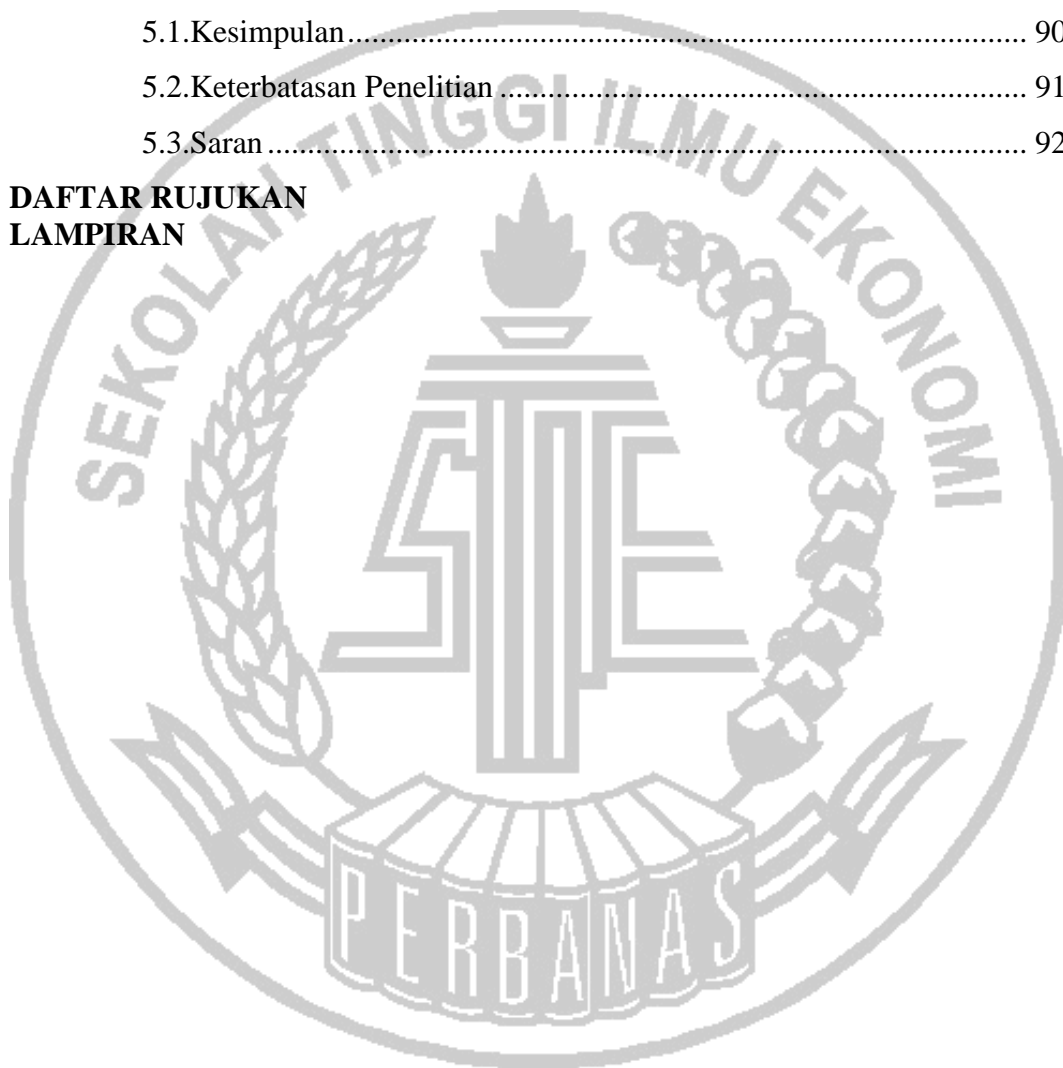 5.1.Kesimpulan..................................................................................... 90
5.2.Keterbatasan Penelitian.................................................................. 91
5.3.Saran............................................................................................... 92
DAFTAR RUJUKAN
LAMPIRAN
SEKOLAH TINGGI ILMU EKONOMI
STIE
PERBANAS